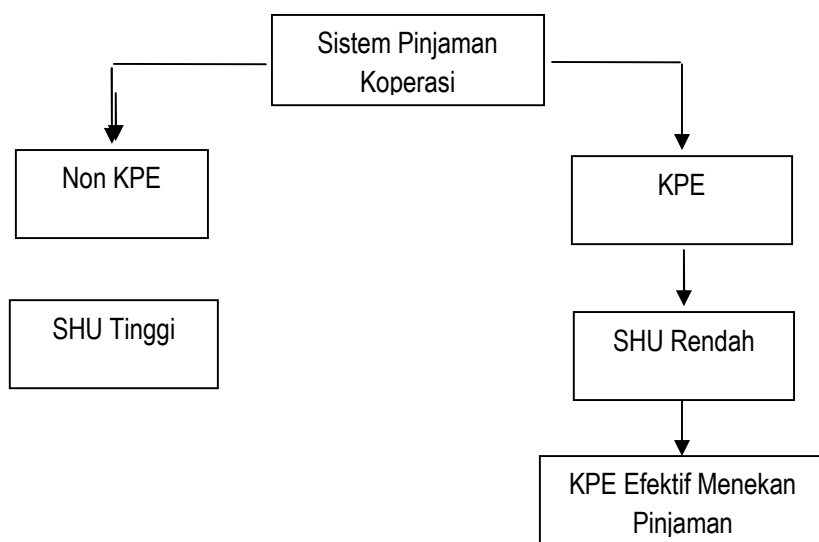 Sistem Pinjaman
Koperasi
Non KPE
KPE
SHU Tinggi
SHU Rendah
KPE Efektif Menekan
Pinjaman